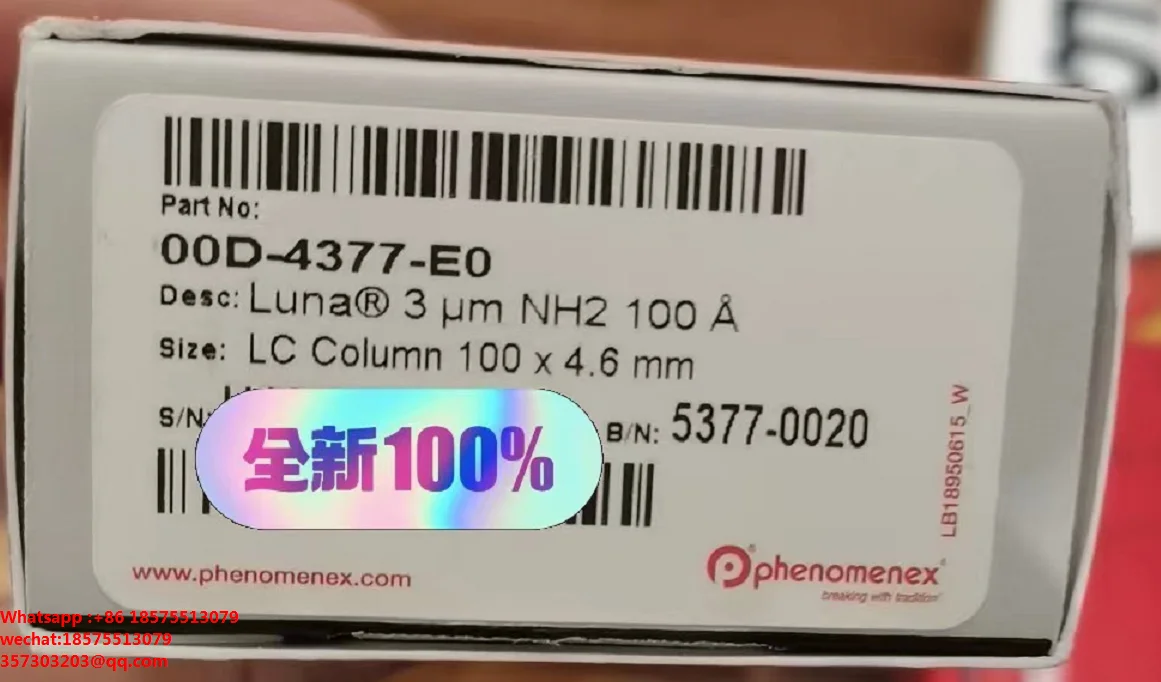 Part No:
00D-4377-E0
Desc: Luna® 3 µm NH2 100 Å
Size: LC Column 100 x 4.6 mm
S/N:
B/N: 5377-0020
全新100%
LB18950615_W
www.phenomenex.com
phenomenex®
breaking with tradition
Whatsapp :+86 18575513079
wechat:18575513079
357303203@qq.com